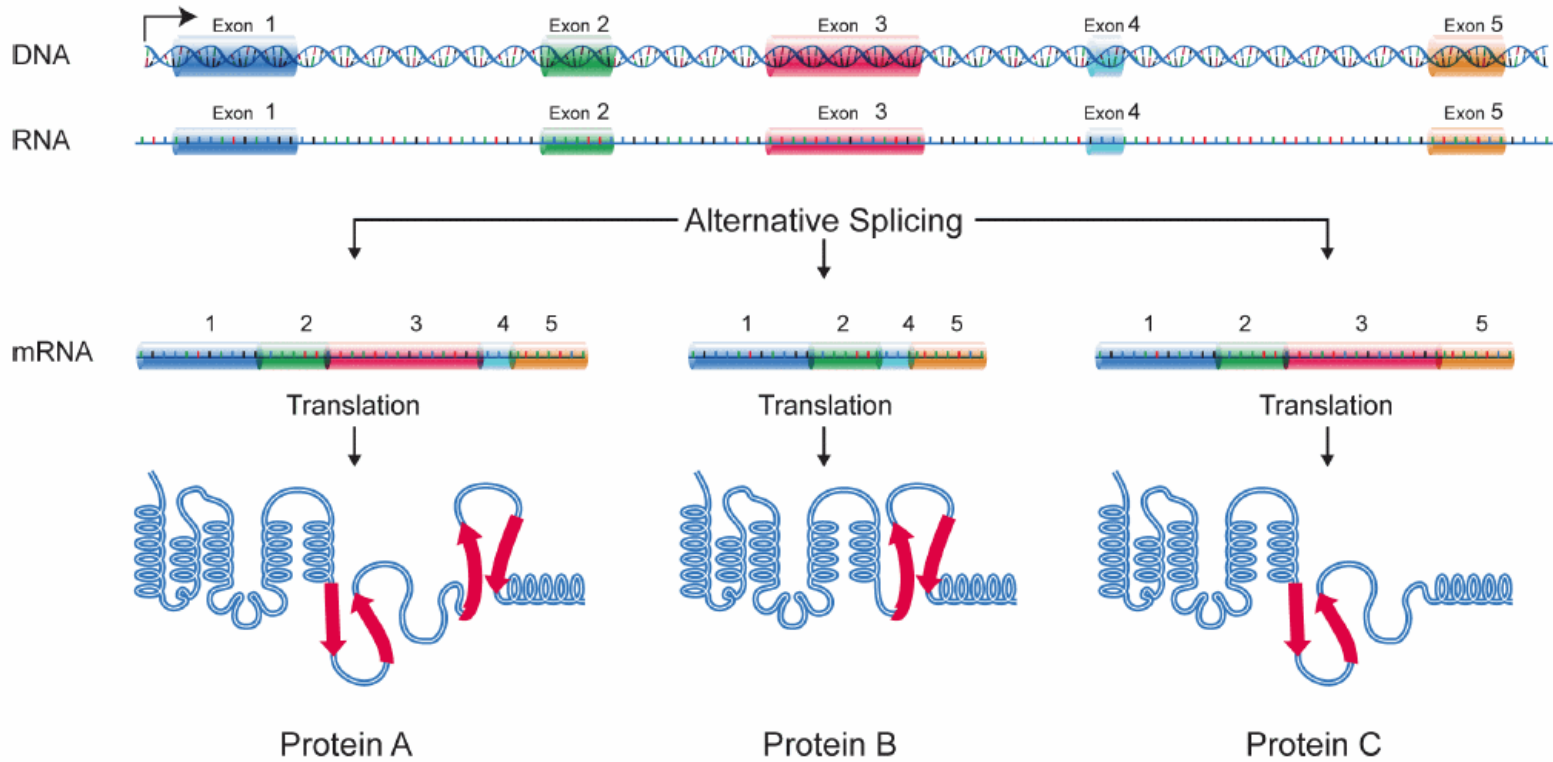 Exon 1 Exon 2 Exon 3 Exon 4 Exon 5
DNA
Exon 1 Exon 2 Exon 3 Exon 4 Exon 5
RNA
Alternative Splicing
1 2 3 4 5 1 2 4 5 1 2 3 5
mRNA
Translation Translation Translation
Protein A Protein B Protein C